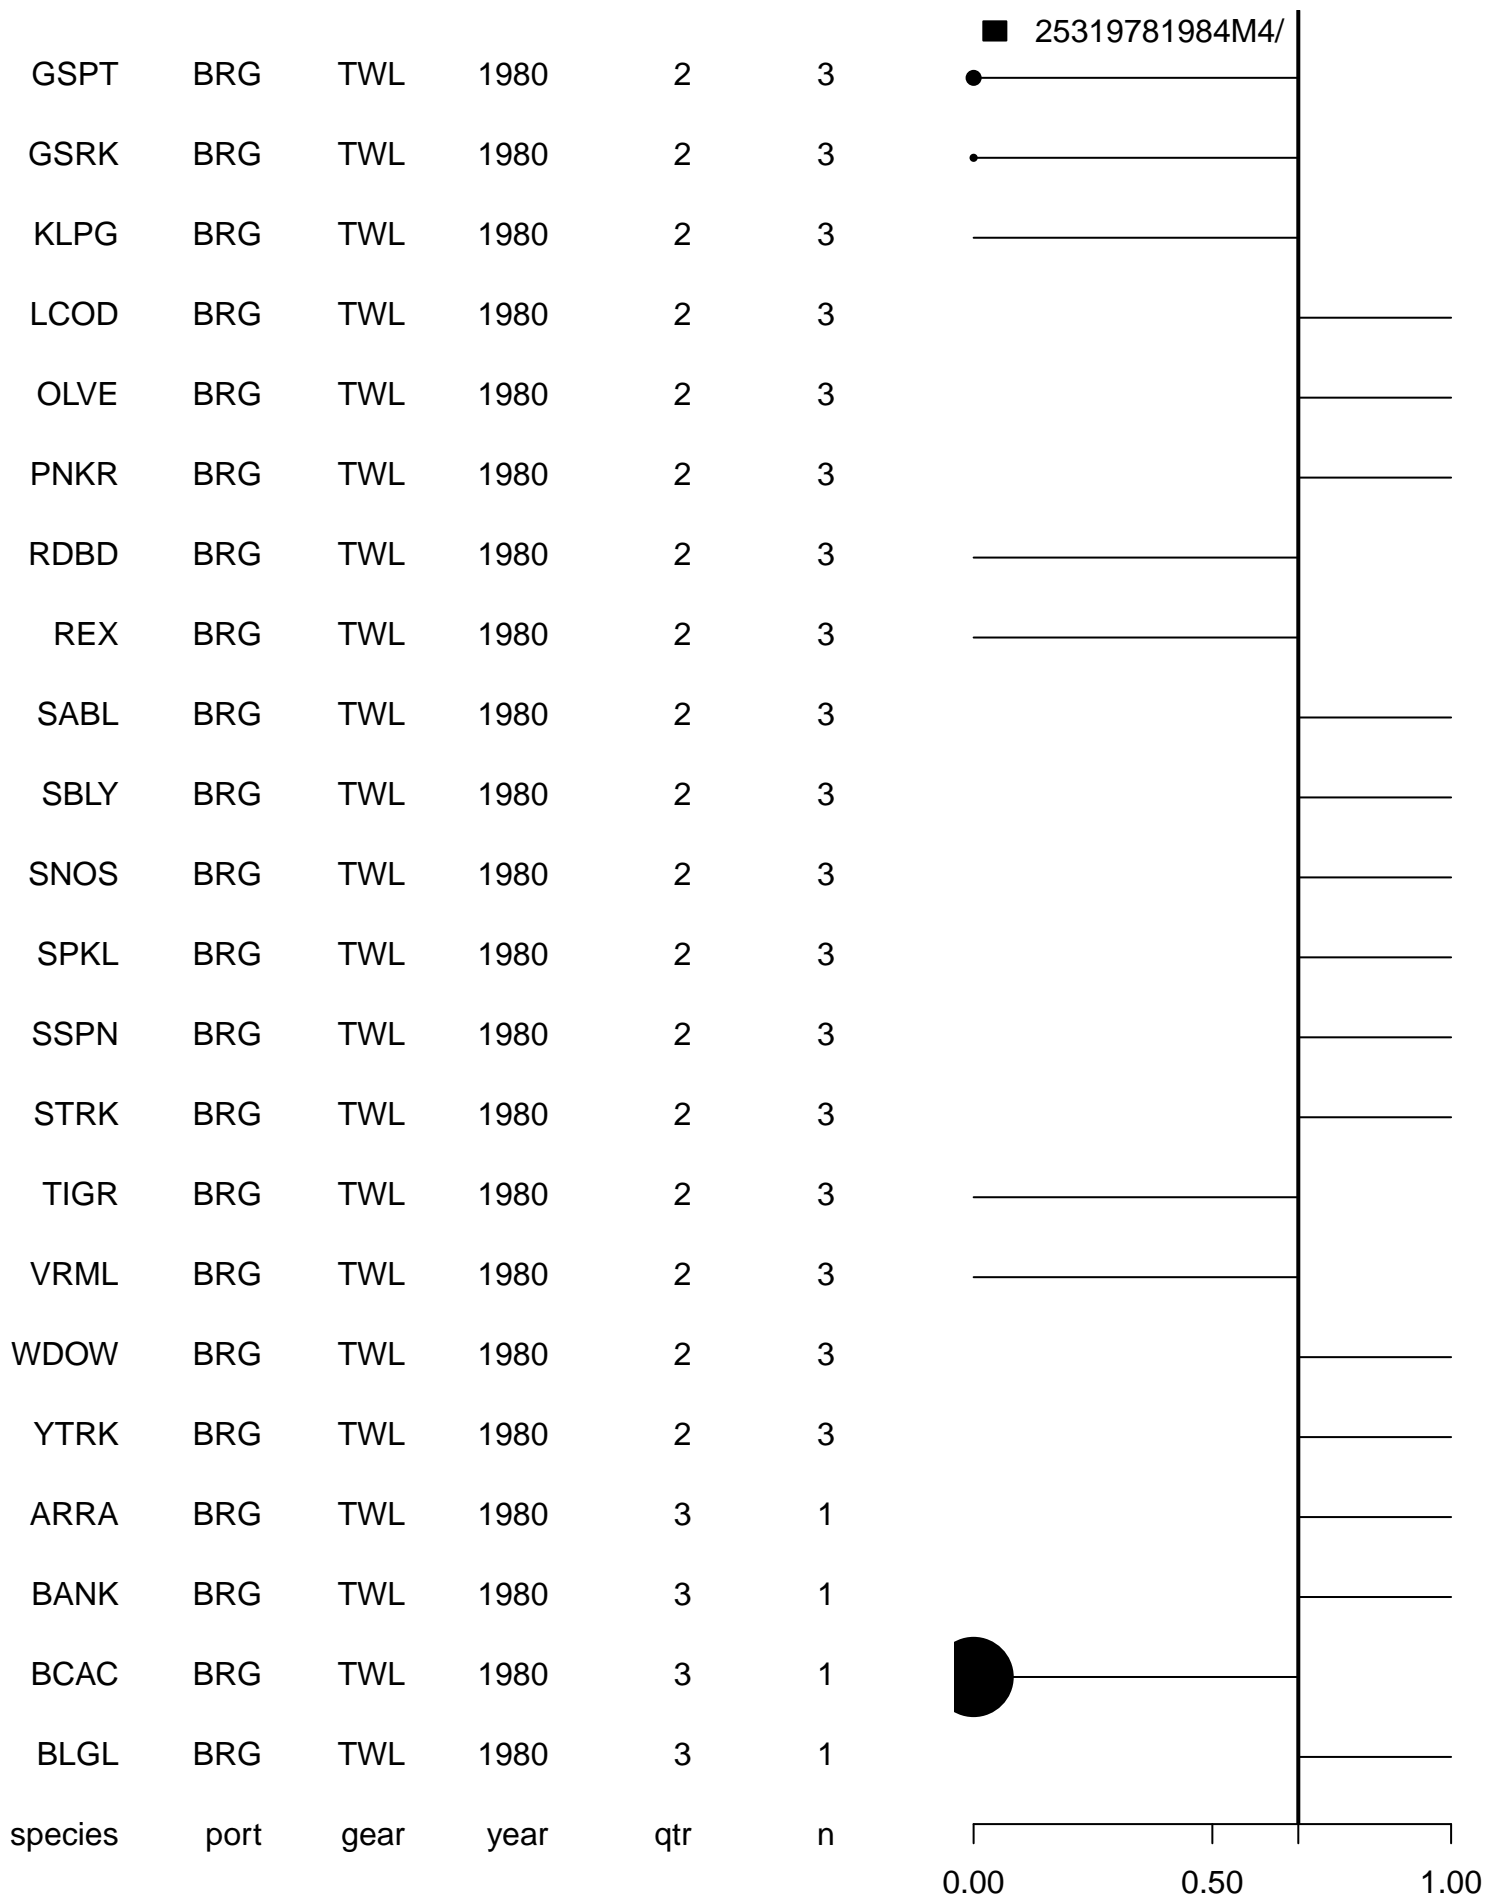 25319781984M4/
GSPT BRG TWL 1980 2 3
GSRK BRG TWL 1980 2 3
KLPG BRG TWL 1980 2 3
LCOD BRG TWL 1980 2 3
OLVE BRG TWL 1980 2 3
PNKR BRG TWL 1980 2 3
RDBD BRG TWL 1980 2 3
REX BRG TWL 1980 2 3
SABL BRG TWL 1980 2 3
SBLY BRG TWL 1980 2 3
SNOS BRG TWL 1980 2 3
SPKL BRG TWL 1980 2 3
SSPN BRG TWL 1980 2 3
STRK BRG TWL 1980 2 3
TIGR BRG TWL 1980 2 3
VRML BRG TWL 1980 2 3
WDOW BRG TWL 1980 2 3
YTRK BRG TWL 1980 2 3
ARRA BRG TWL 1980 3 1
BANK BRG TWL 1980 3 1
BCAC BRG TWL 1980 3 1
BLGL BRG TWL 1980 3 1
species port gear year qtr n
0.00 0.50 1.00